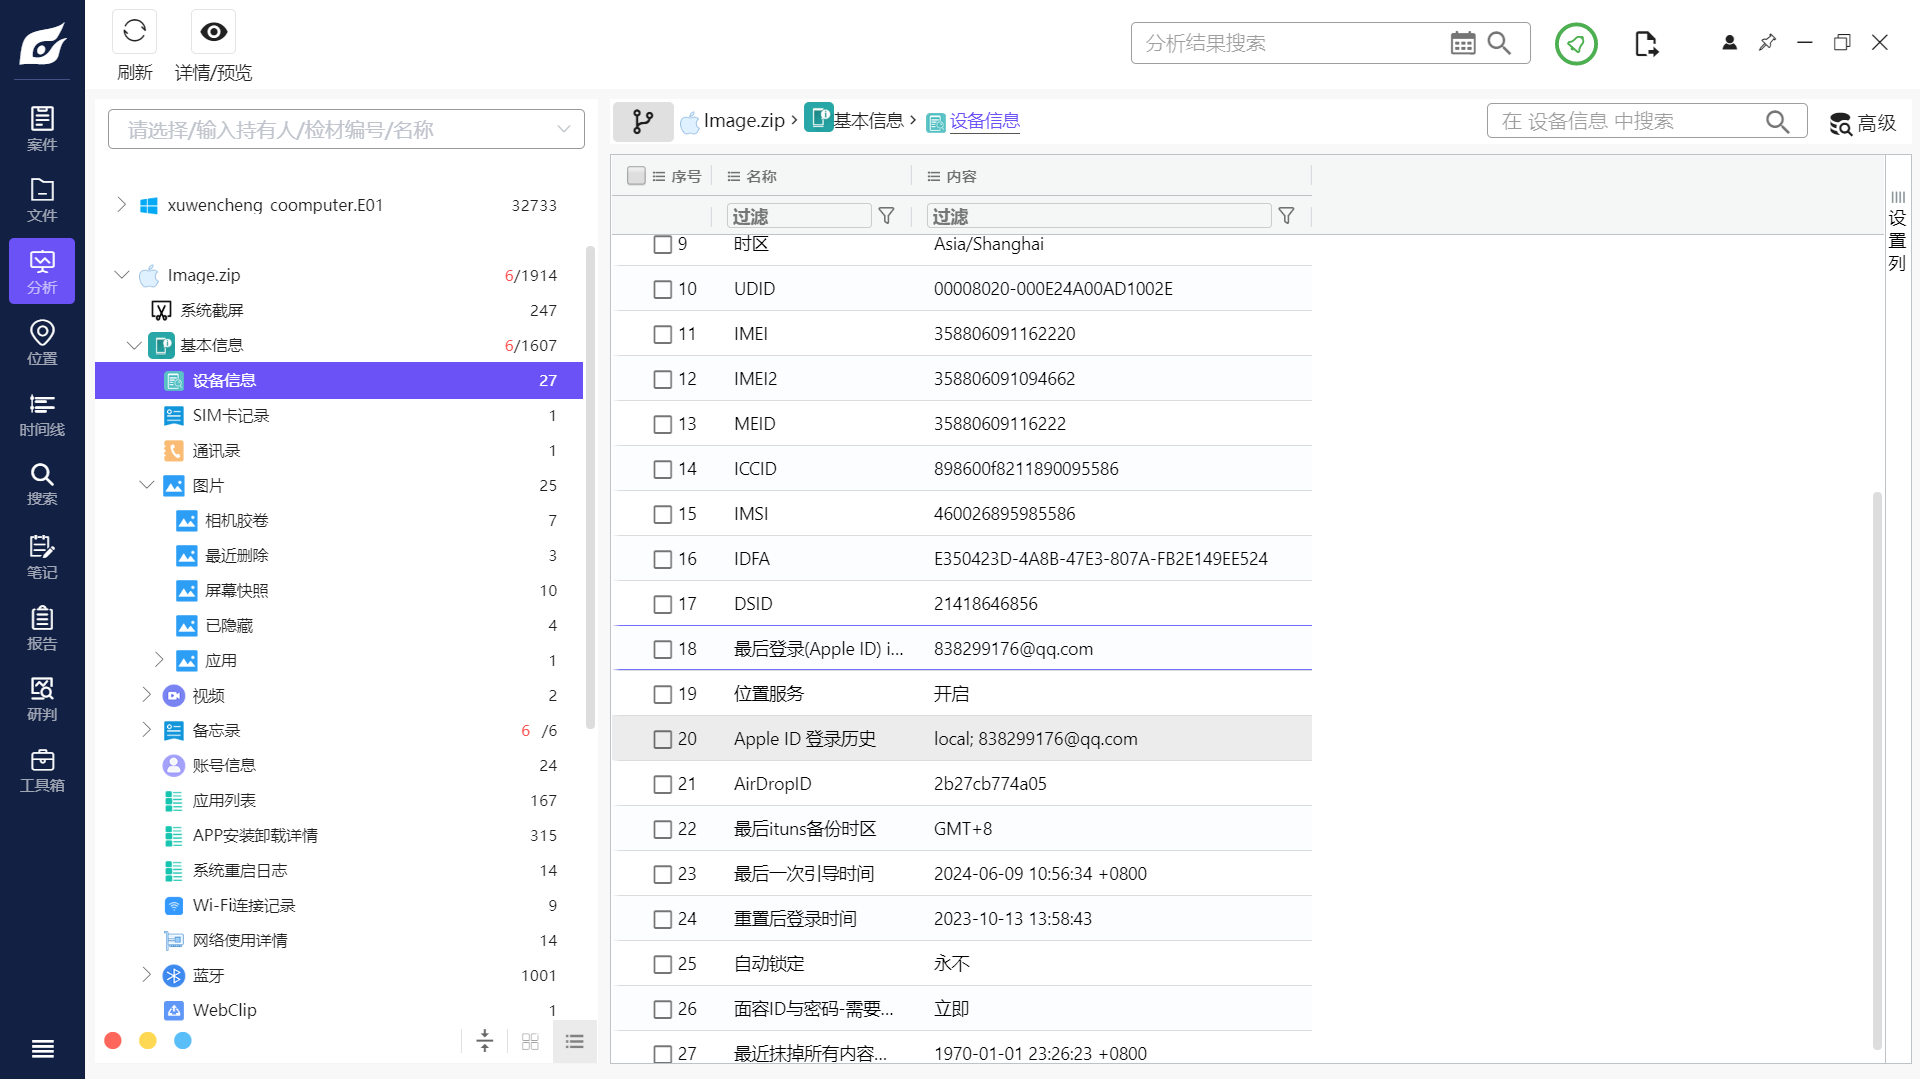 刷新
详情/预览
分析结果搜索
案件
文件
分析
位置
时间线
搜索
笔记
报告
研判
工具箱
请选择/输入持有人/检材编号/名称
xuwencheng_coomputer.E01 32733
Image.zip 6/1914
系统截屏 247
基本信息 6/1607
设备信息 27
SIM卡记录 1
通讯录 1
图片 25
相机胶卷 7
最近删除 3
屏幕快照 10
已隐藏 4
应用 1
视频 2
备忘录 6 /6
账号信息 24
应用列表 167
APP安装卸载详情 315
系统重启日志 14
Wi-Fi连接记录 9
网络使用详情 14
蓝牙 1001
WebClip 1
Image.zip › 基本信息 › 设备信息
在 设备信息 中搜索
高级
序号 名称 内容
过滤 过滤
9 时区 Asia/Shanghai
10 UDID 00008020-000E24A00AD1002E
11 IMEI 358806091162220
12 IMEI2 358806091094662
13 MEID 35880609116222
14 ICCID 898600f8211890095586
15 IMSI 460026895985586
16 IDFA E350423D-4A8B-47E3-807A-FB2E149EE524
17 DSID 21418646856
18 最后登录(Apple ID) i... 838299176@qq.com
19 位置服务 开启
20 Apple ID 登录历史 local; 838299176@qq.com
21 AirDropID 2b27cb774a05
22 最后ituns备份时区 GMT+8
23 最后一次引导时间 2024-06-09 10:56:34 +0800
24 重置后登录时间 2023-10-13 13:58:43
25 自动锁定 永不
26 面容ID与密码-需要... 立即
27 最近抹掉所有内容... 1970-01-01 23:26:23 +0800
设置列